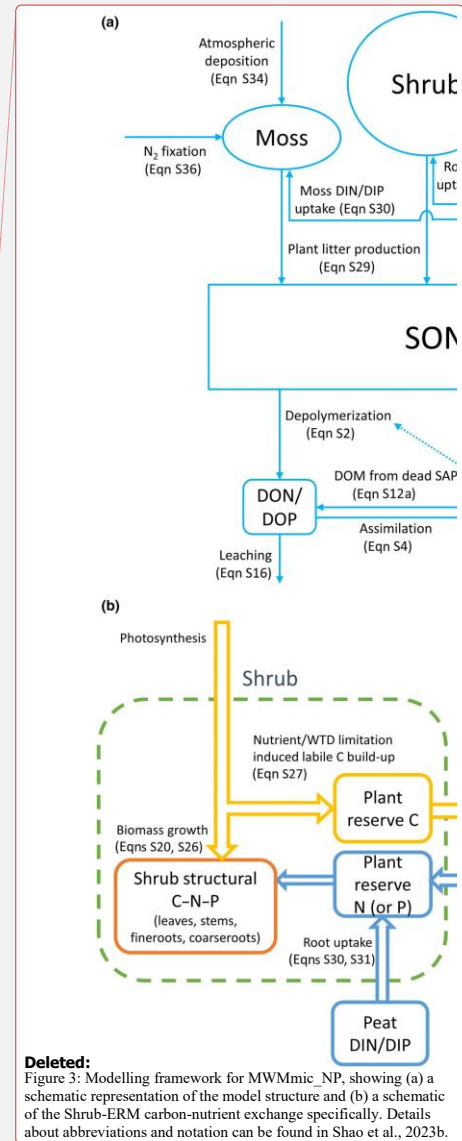 (a)
Atmospheric
deposition
(Eqn S34)
Shrub
Moss
N₂ fixation
(Eqn S36)
Moss DIN/DIP
uptake (Eqn S30)
Plant litter production
(Eqn S29)
SON
Depolymerization
(Eqn S2)
DOM from dead SAP
(Eqn S12a)
DON/
DOP
Assimilation
(Eqn S4)
Leaching
(Eqn S16)
(b)
Photosynthesis
Shrub
Nutrient/WTD limitation
induced labile C build-up
(Eqn S27)
Plant
reserve C
Biomass growth
(Eqns S20, S26)
Shrub structural
C–N–P
(leaves, stems,
fineroots, coarseroots)
Plant
reserve
N (or P)
Root uptake
(Eqns S30, S31)
Peat
DIN/DIP
Deleted:
Figure 3: Modelling framework for MWMmic_NP, showing (a) a
schematic representation of the model structure and (b) a schematic
of the Shrub-ERM carbon-nutrient exchange specifically. Details
about abbreviations and notation can be found in Shao et al., 2023b.